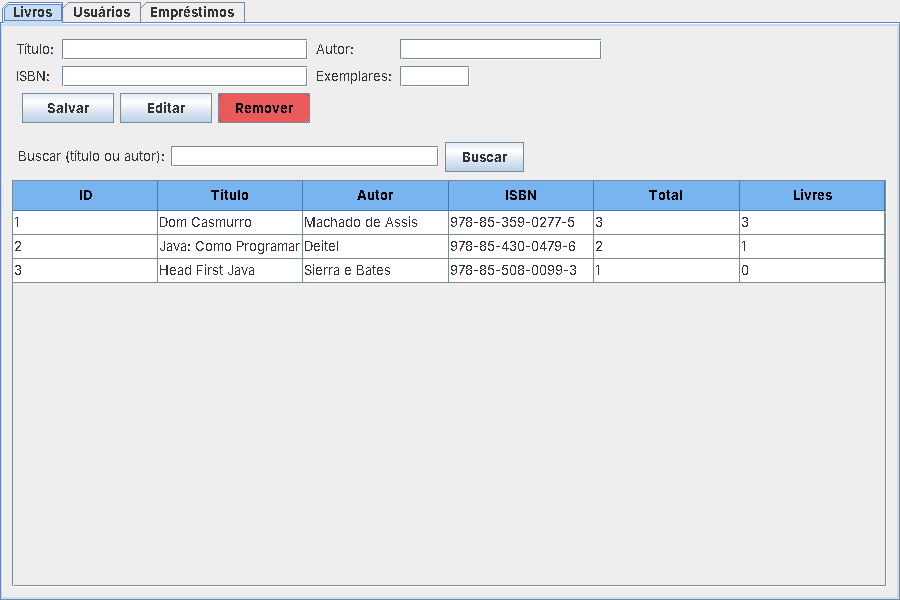 Livros Usuários Empréstimos
Título: Autor:
ISBN: Exemplares:
Salvar Editar Remover
Buscar (título ou autor): Buscar
ID Título Autor ISBN Total Livres
1 Dom Casmurro Machado de Assis 978-85-359-0277-5 3 3
2 Java: Como Programar Deitel 978-85-430-0479-6 2 1
3 Head First Java Sierra e Bates 978-85-508-0099-3 1 0